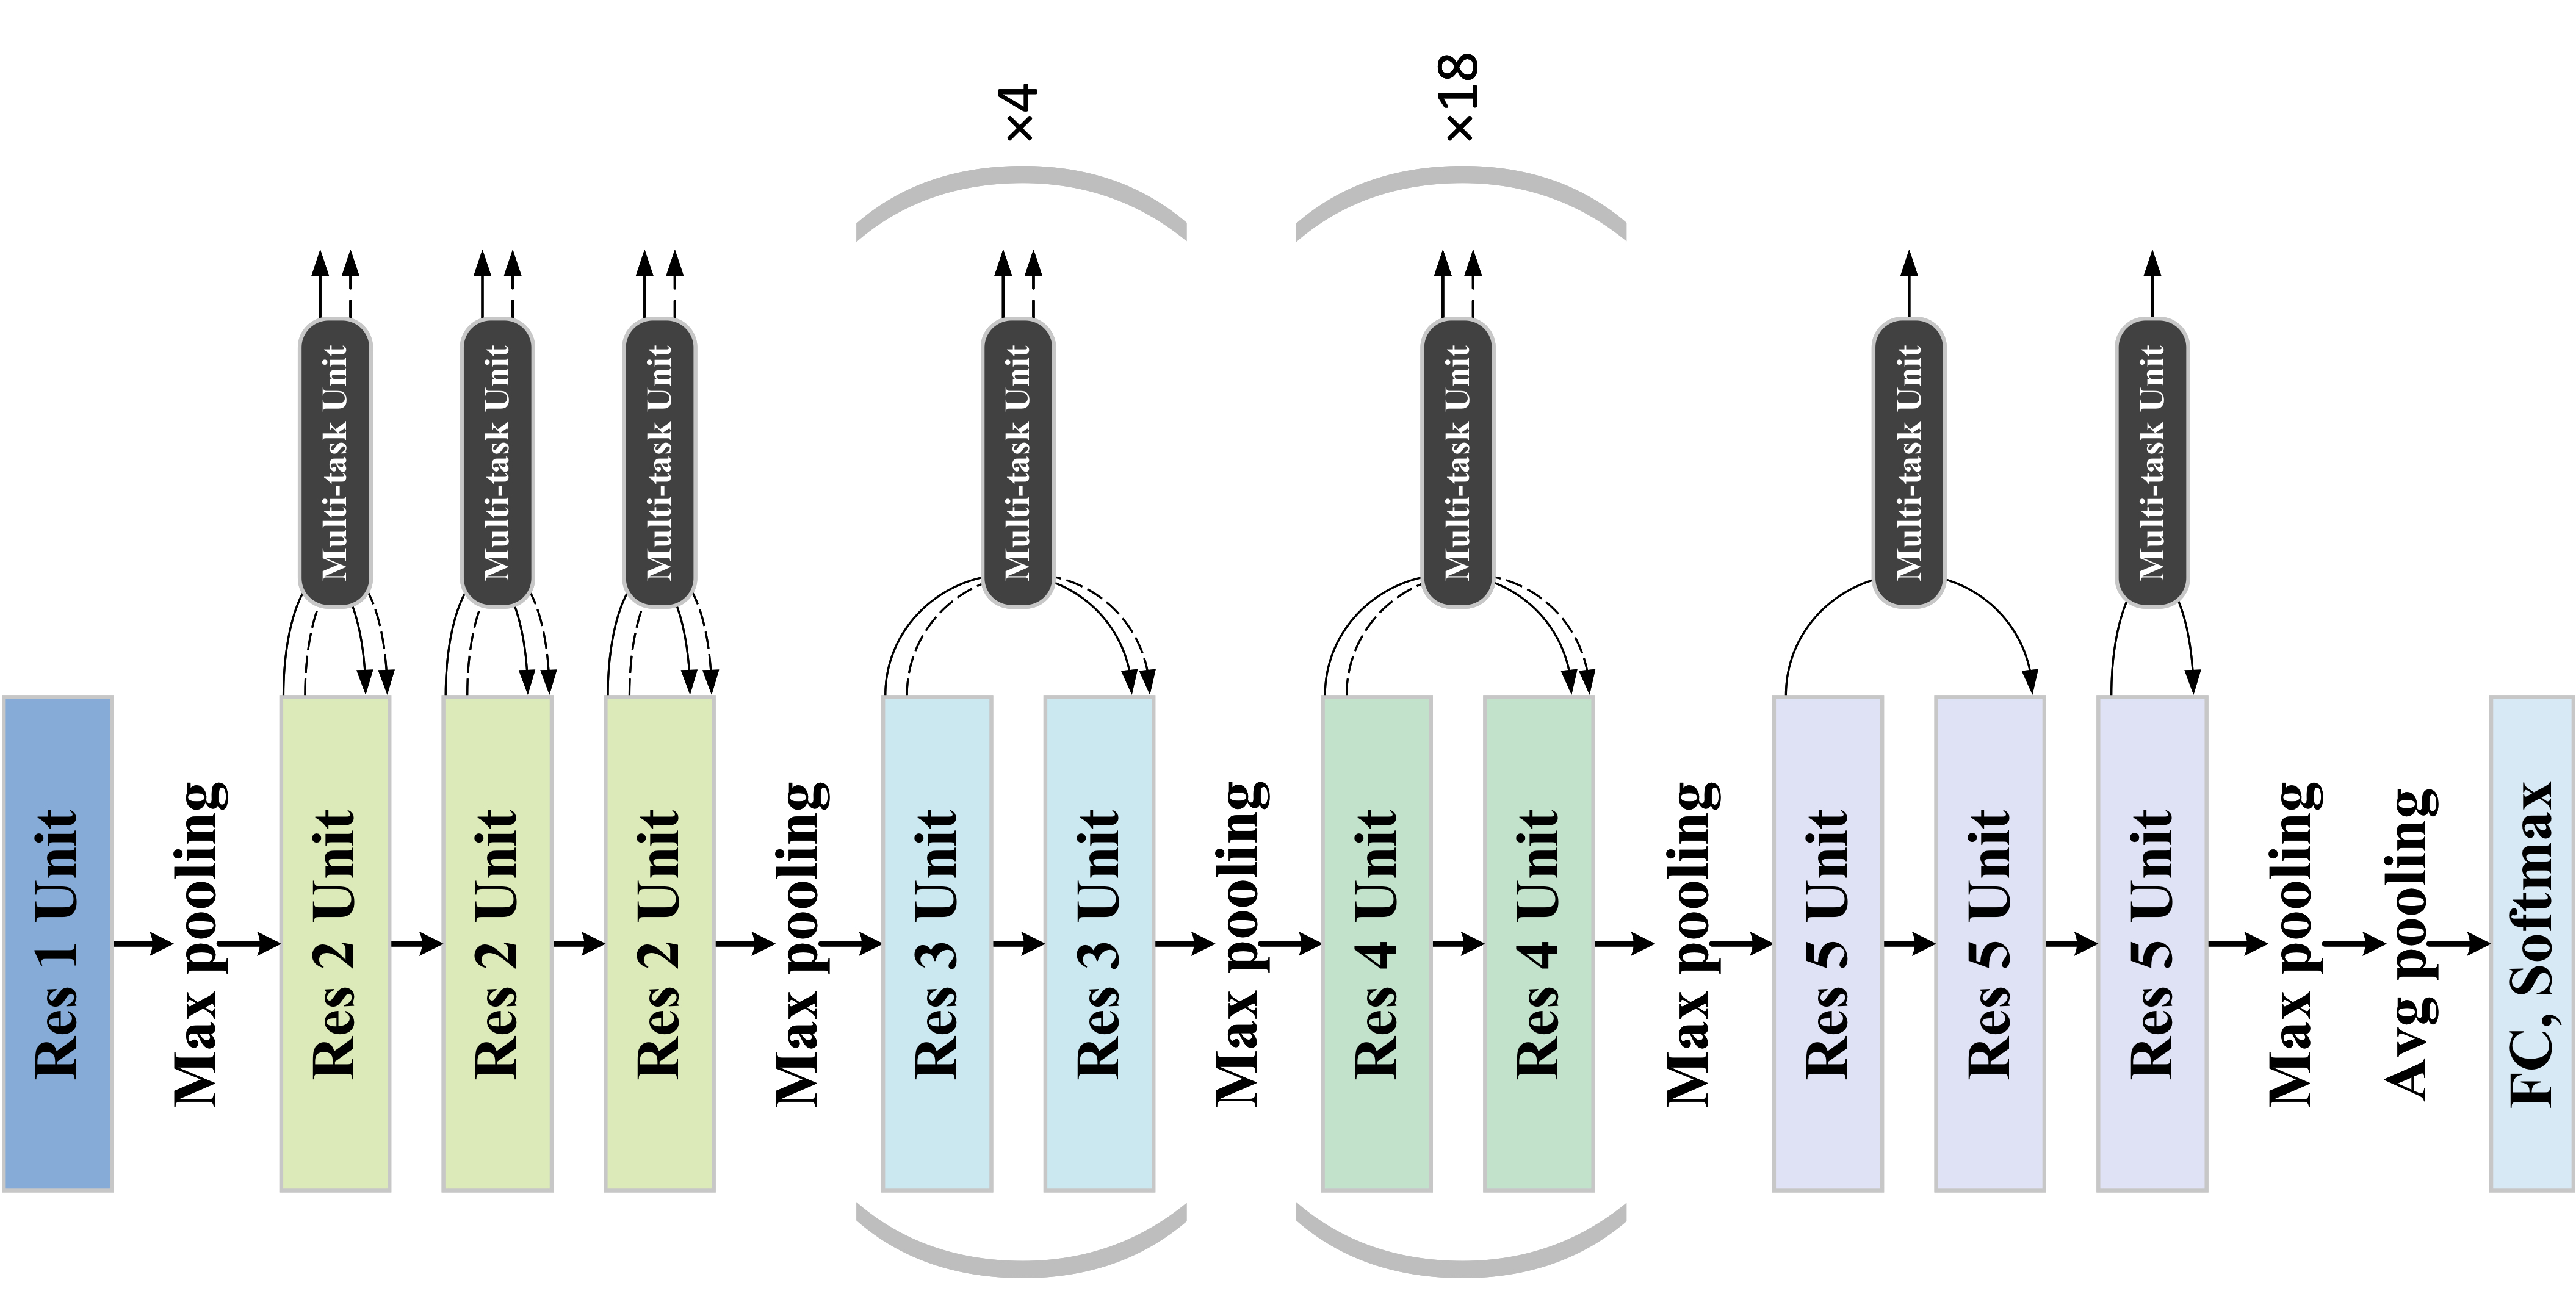 ×4
×18
Multi-task Unit
Multi-task Unit
Multi-task Unit
Multi-task Unit
Multi-task Unit
Multi-task Unit
Multi-task Unit
Res 1 Unit
Max pooling
Res 2 Unit
Res 2 Unit
Res 2 Unit
Max pooling
Res 3 Unit
Res 3 Unit
Max pooling
Res 4 Unit
Res 4 Unit
Max pooling
Res 5 Unit
Res 5 Unit
Res 5 Unit
Max pooling
Avg pooling
FC, Softmax